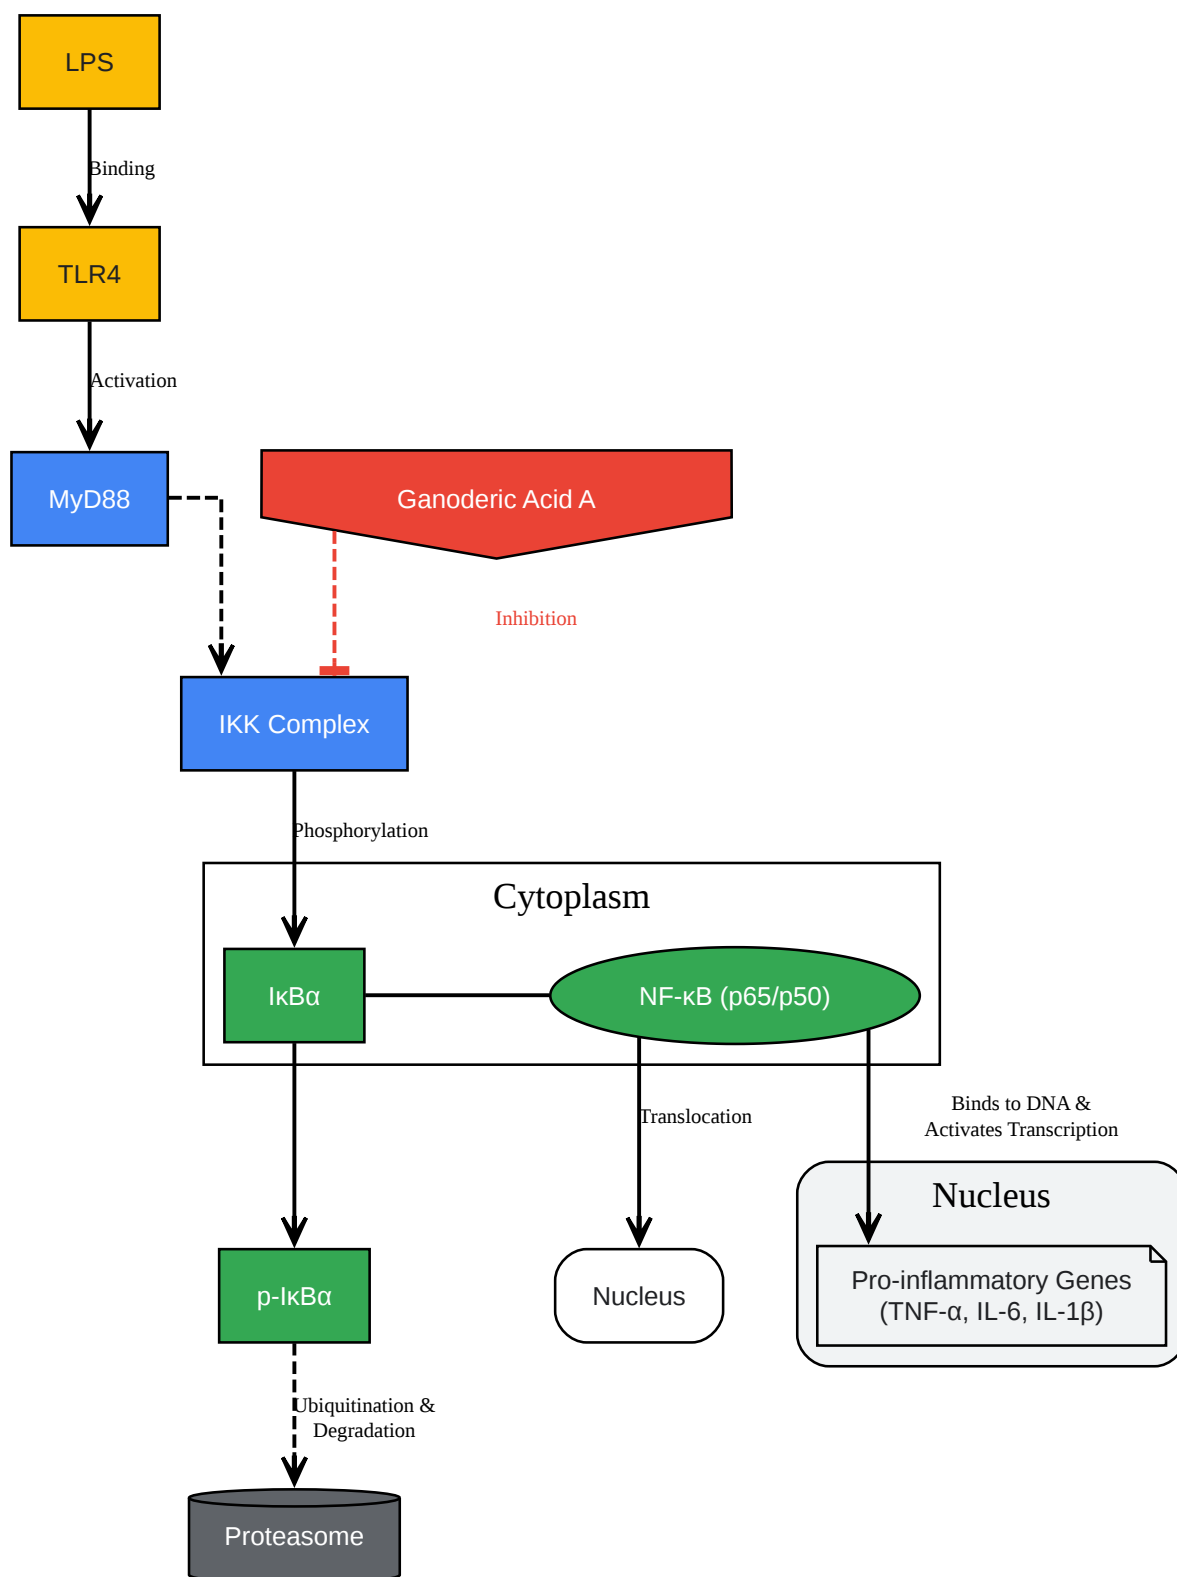 LPS
Binding
TLR4
Activation
MyD88
Ganoderic Acid A
Inhibition
IKK Complex
Phosphorylation
Cytoplasm
IκBα
NF-κB (p65/p50)
Translocation
Binds to DNA &
Activates Transcription
Nucleus
p-IκBα
Nucleus
Pro-inflammatory Genes
(TNF-α, IL-6, IL-1β)
Ubiquitination &
Degradation
Proteasome